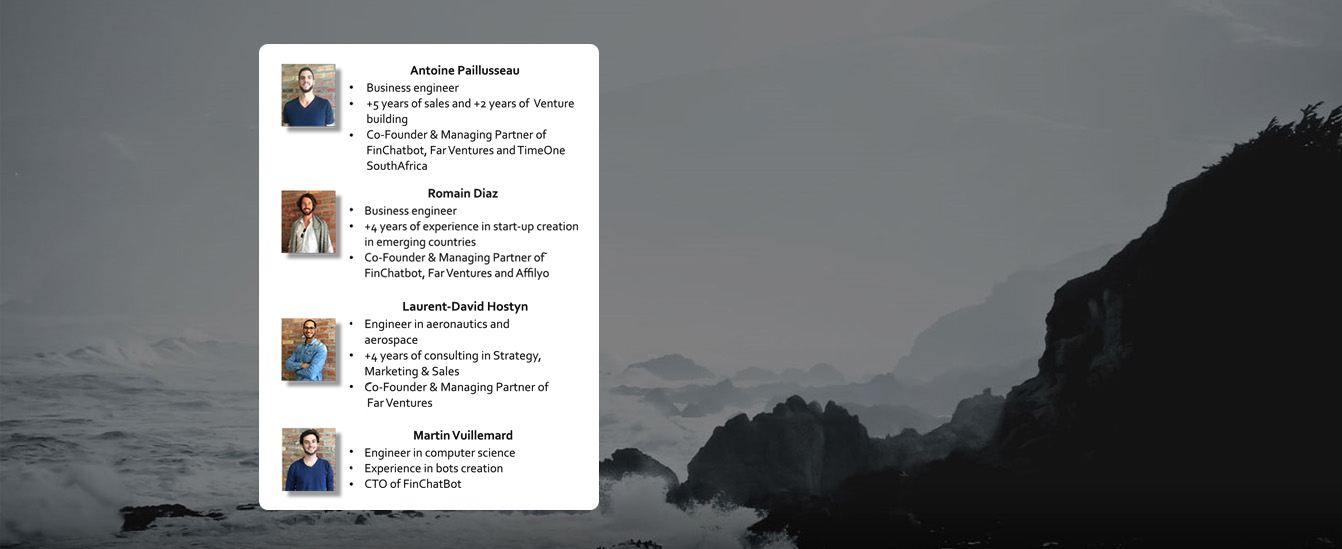 Antoine Paillusseau
• Business engineer
• +5 years of sales and +2 years of Venture
building
• Co-Founder & Managing Partner of
FinChatbot, Far Ventures and TimeOne
SouthAfrica
Romain Diaz
• Business engineer
• +4 years of experience in start-up creation
in emerging countries
• Co-Founder & Managing Partner of
FinChatbot, Far Ventures and Affilyo
Laurent-David Hostyn
• Engineer in aeronautics and
aerospace
• +4 years of consulting in Strategy,
Marketing & Sales
• Co-Founder & Managing Partner of
Far Ventures
Martin Vuillemard
• Engineer in computer science
• Experience in bots creation
• CTO of FinChatBot